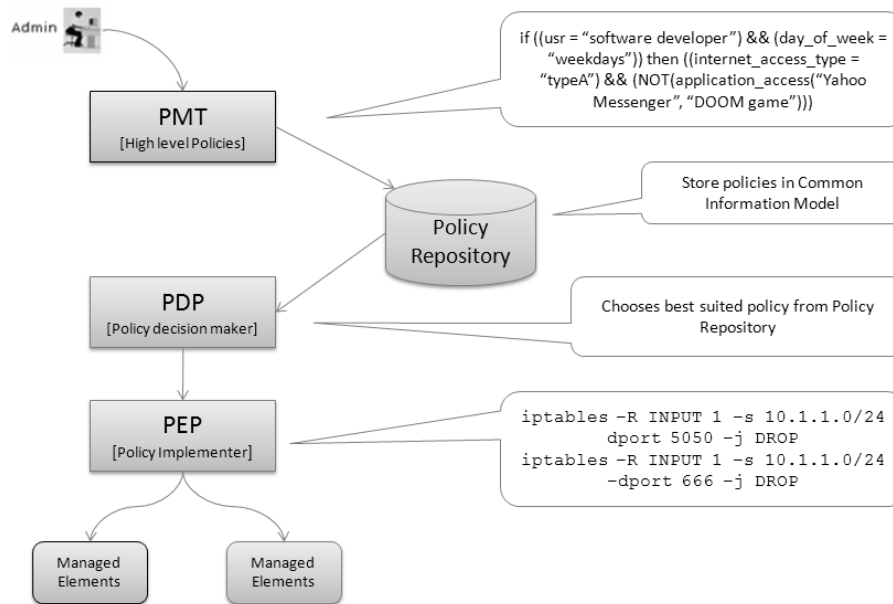 Admin
if ((usr = “software developer”) && (day_of_week =
“weekdays”)) then ((internet_access_type =
“typeA”) && (NOT(application_access(“Yahoo
Messenger”, “DOOM game”)))
PMT
[High level Policies]
Store policies in Common
Information Model
Policy
Repository
PDP
[Policy decision maker]
Chooses best suited policy from Policy
Repository
PEP
[Policy Implementer]
iptables –R INPUT 1 –s 10.1.1.0/24
dport 5050 –j DROP
iptables –R INPUT 1 –s 10.1.1.0/24
–dport 666 –j DROP
Managed
Elements
Managed
Elements